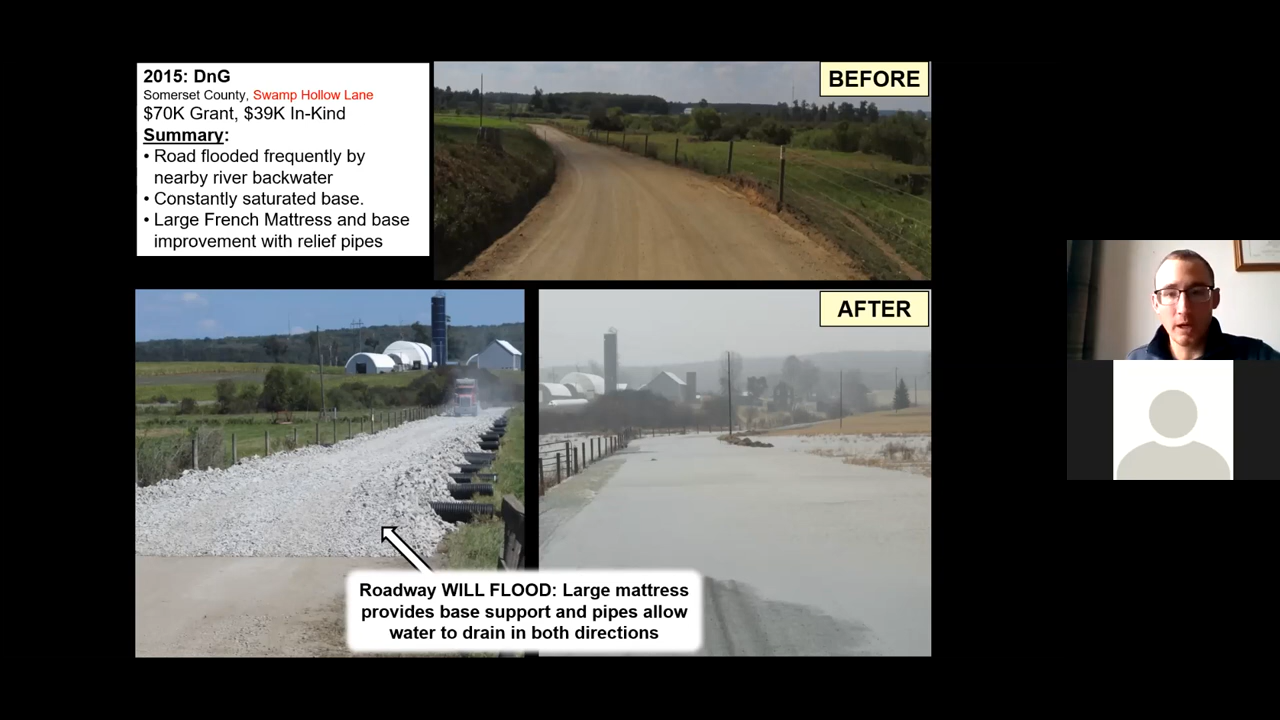 2015: DnG
Somerset County, Swamp Hollow Lane
$70K Grant, $39K In-Kind
Summary:
• Road flooded frequently by
nearby river backwater
• Constantly saturated base.
• Large French Mattress and base
improvement with relief pipes
BEFORE
AFTER
Roadway WILL FLOOD: Large mattress
provides base support and pipes allow
water to drain in both directions